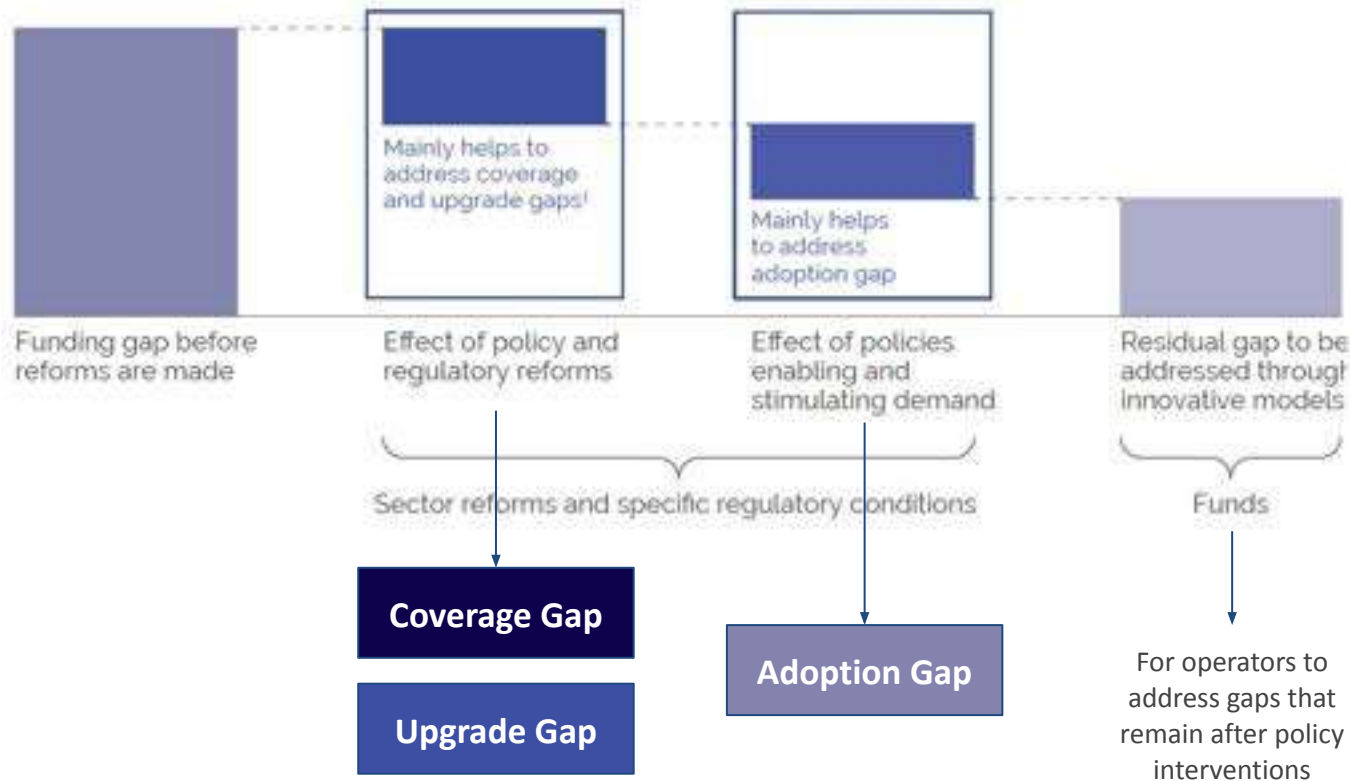 Mainly helps to
address coverage
and upgrade gaps¹
Mainly helps
to address
adoption gap
Funding gap before
reforms are made
Effect of policy and
regulatory reforms
Effect of policies
enabling and
stimulating demand
Residual gap to be
addressed through
innovative models
Sector reforms and specific regulatory conditions
Funds
Coverage Gap
Upgrade Gap
Adoption Gap
For operators to
address gaps that
remain after policy
interventions